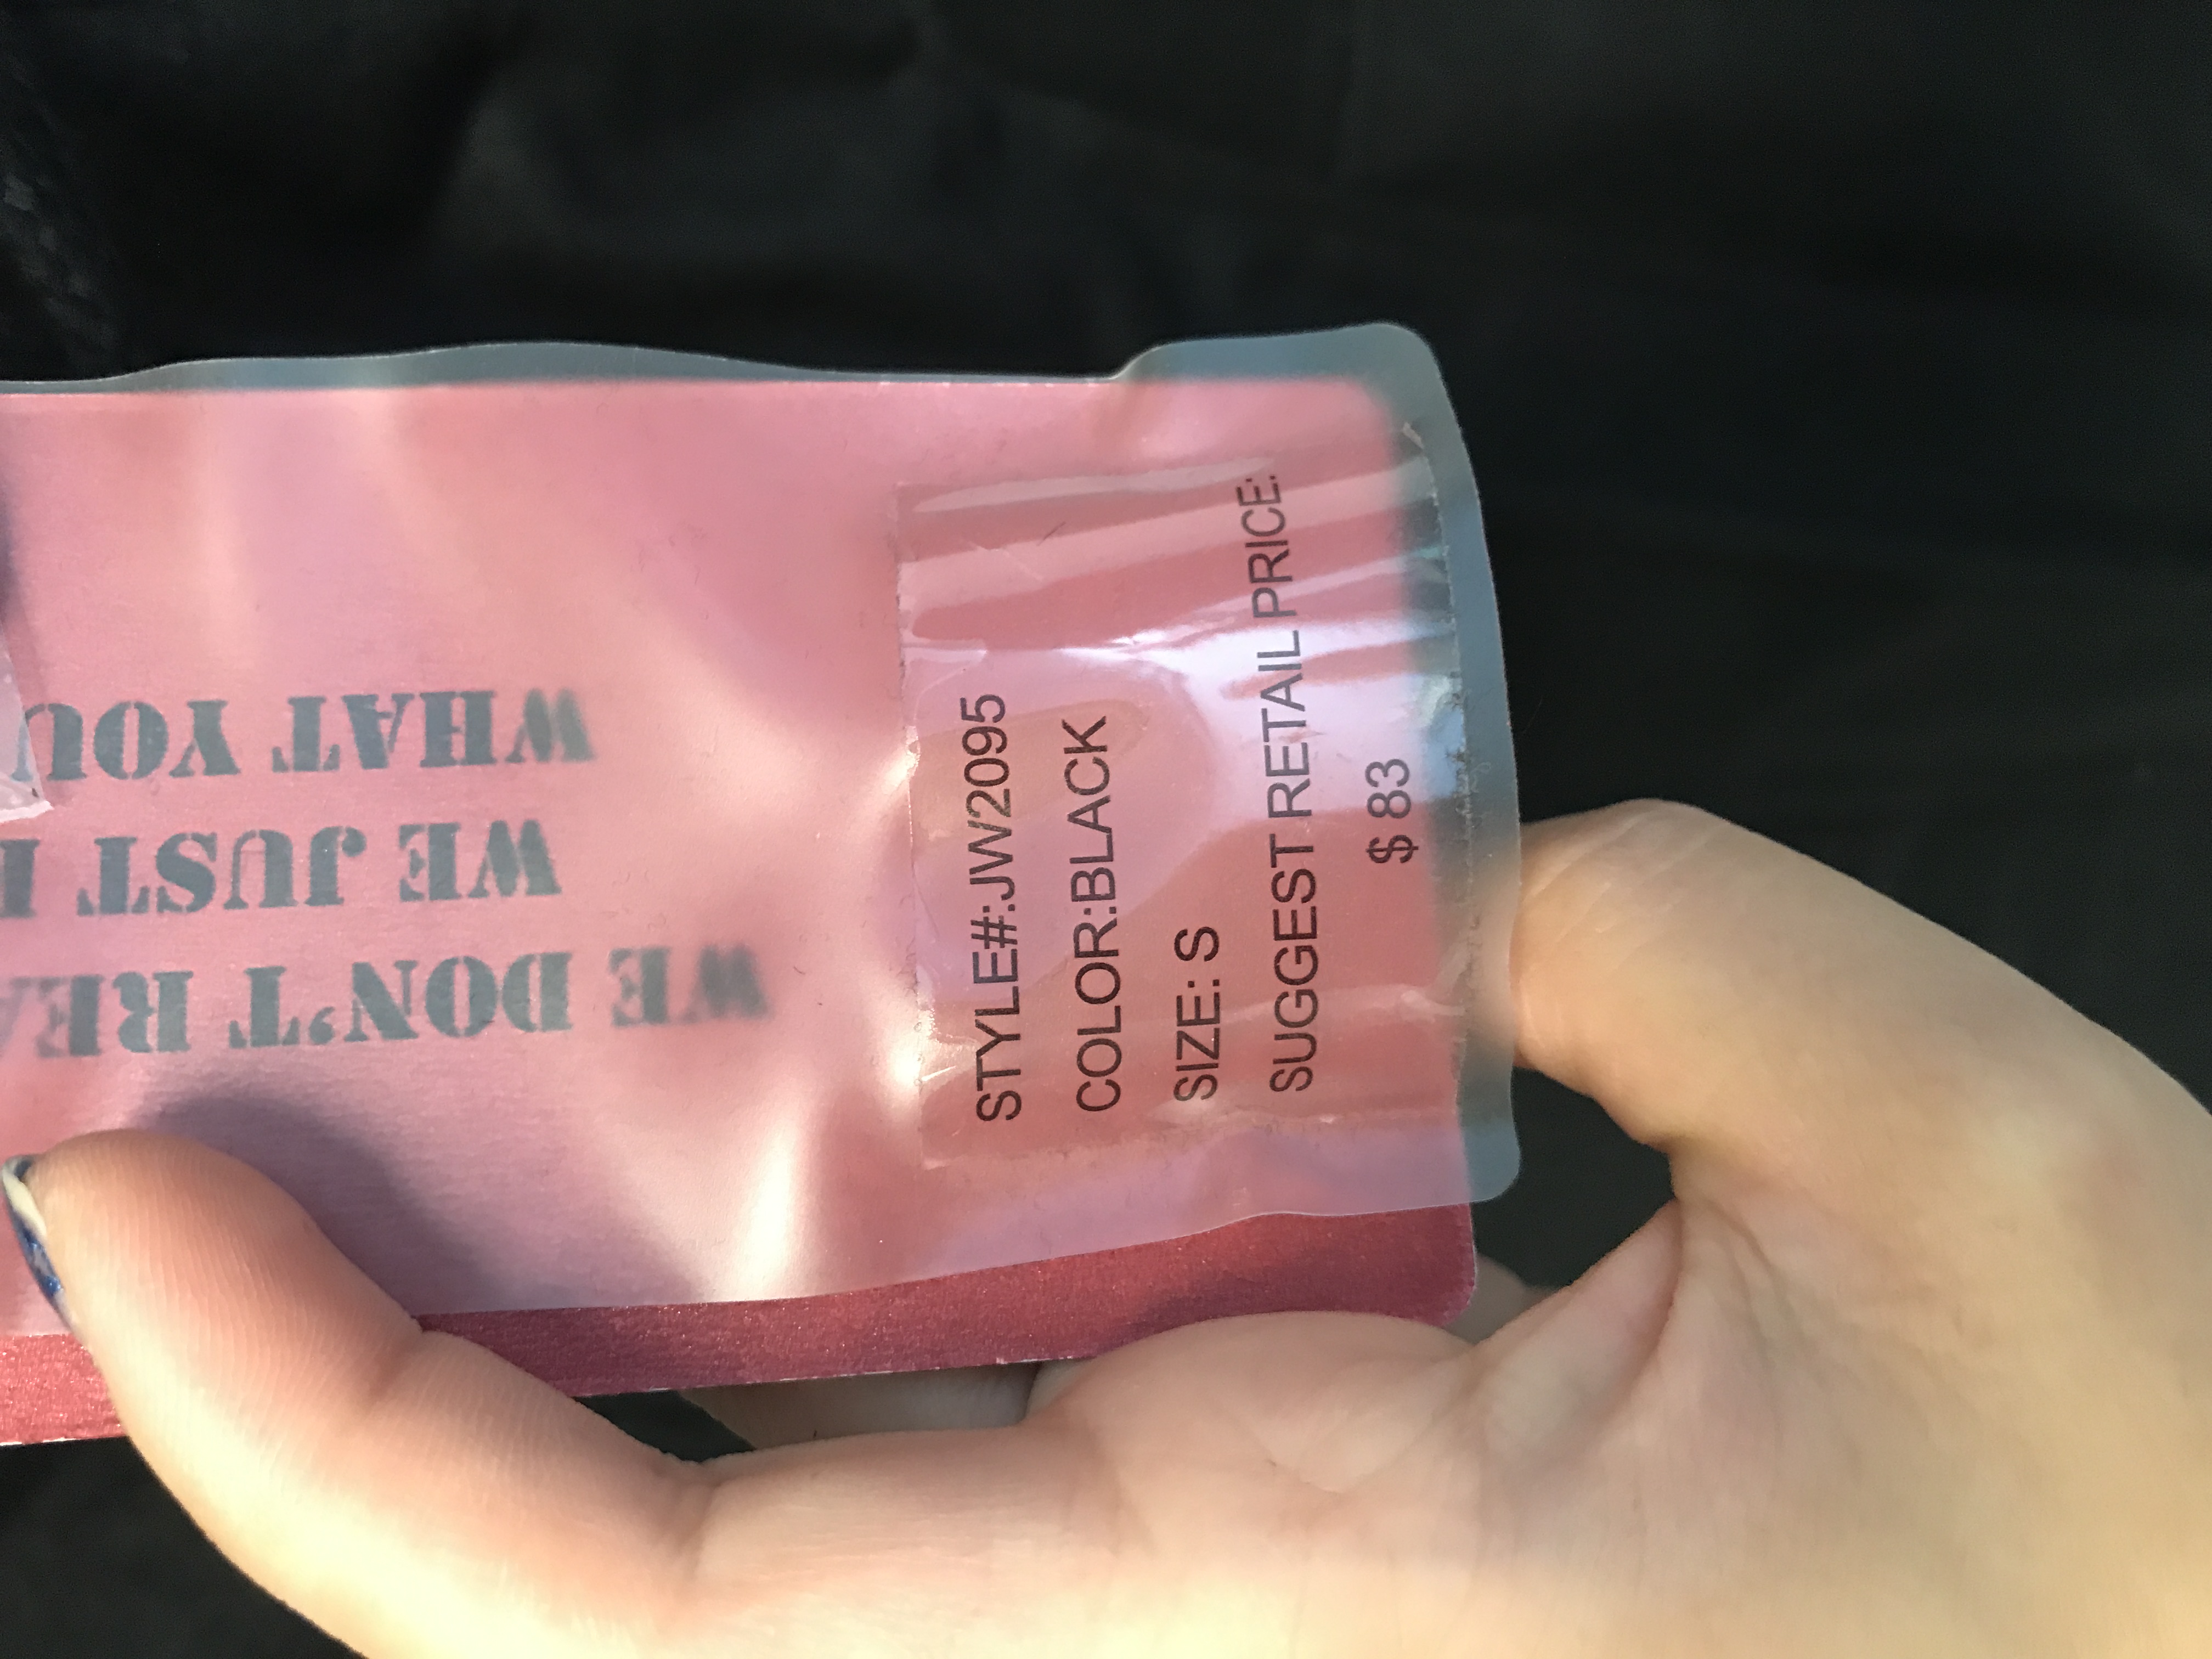 STYLE#:JW2095
COLOR:BLACK
SIZE: S
SUGGEST RETAIL PRICE:
$ 83
WE DON'T
WE JUST
WHAT YOU